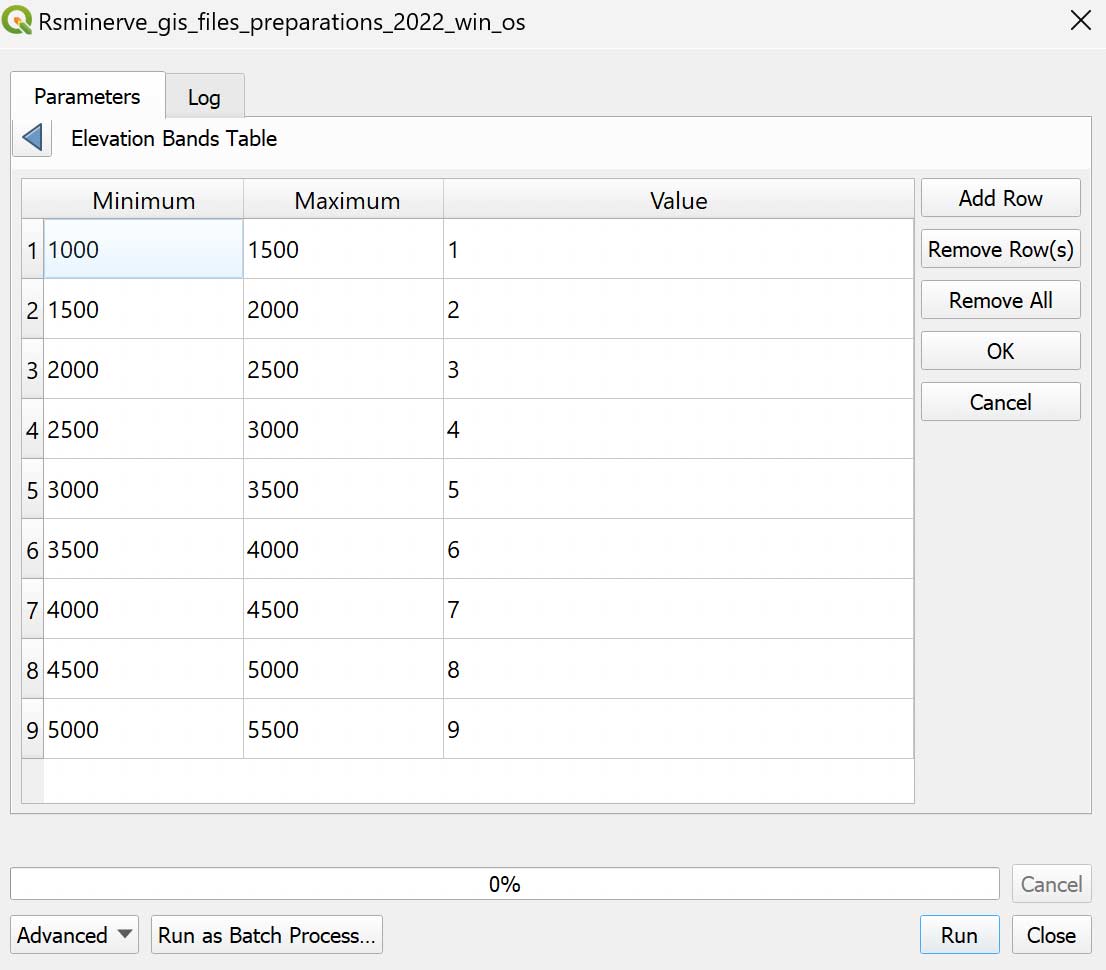 Rsminerve_gis_files_preparations_2022_win_os
Parameters Log
Elevation Bands Table
Minimum Maximum Value
1 1000 1500 1
2 1500 2000 2
3 2000 2500 3
4 2500 3000 4
5 3000 3500 5
6 3500 4000 6
7 4000 4500 7
8 4500 5000 8
9 5000 5500 9
Add Row
Remove Row(s)
Remove All
OK
Cancel
0% Cancel
Advanced Run as Batch Process... Run Close